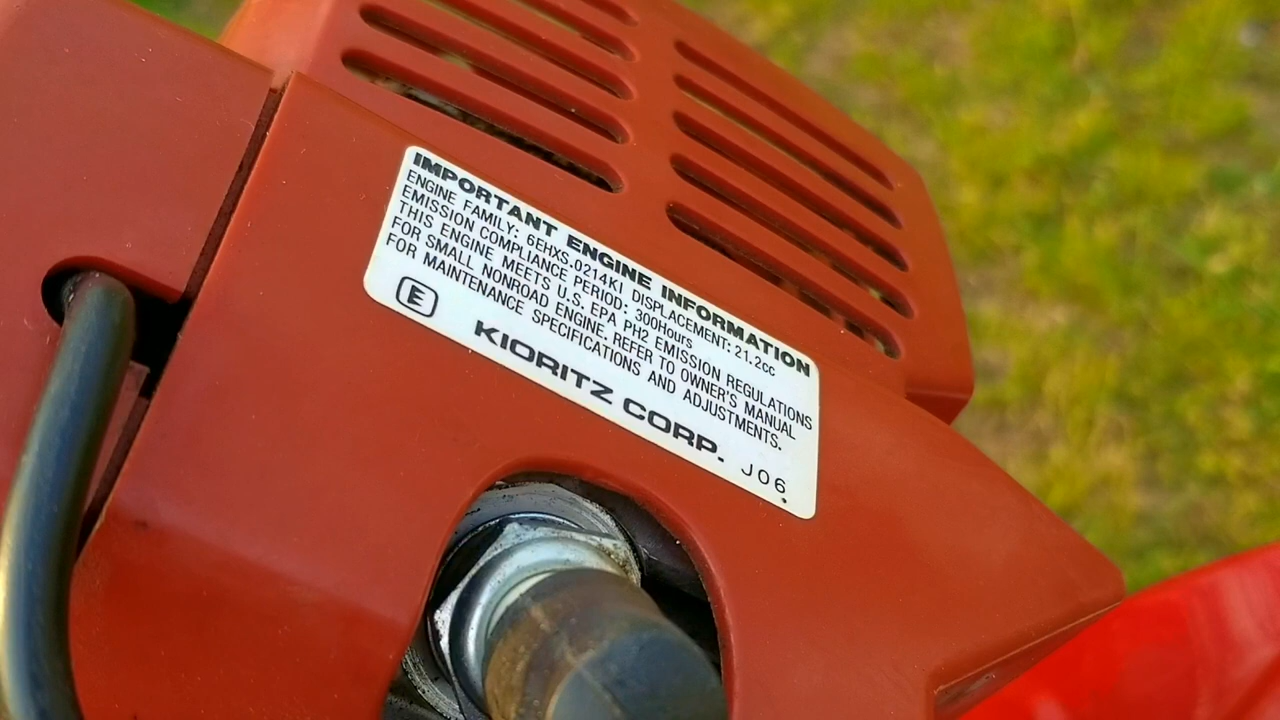 IMPORTANT ENGINE INFORMATION
ENGINE FAMILY: 6EHXS.0214KI DISPLACEMENT: 21.2cc
EMISSION COMPLIANCE PERIOD: 300Hours
THIS ENGINE MEETS U.S. EPA PH2 EMISSION REGULATIONS
FOR SMALL NONROAD ENGINE. REFER TO OWNER'S MANUAL
FOR MAINTENANCE SPECIFICATIONS AND ADJUSTMENTS.
E KIORITZ CORP. J06